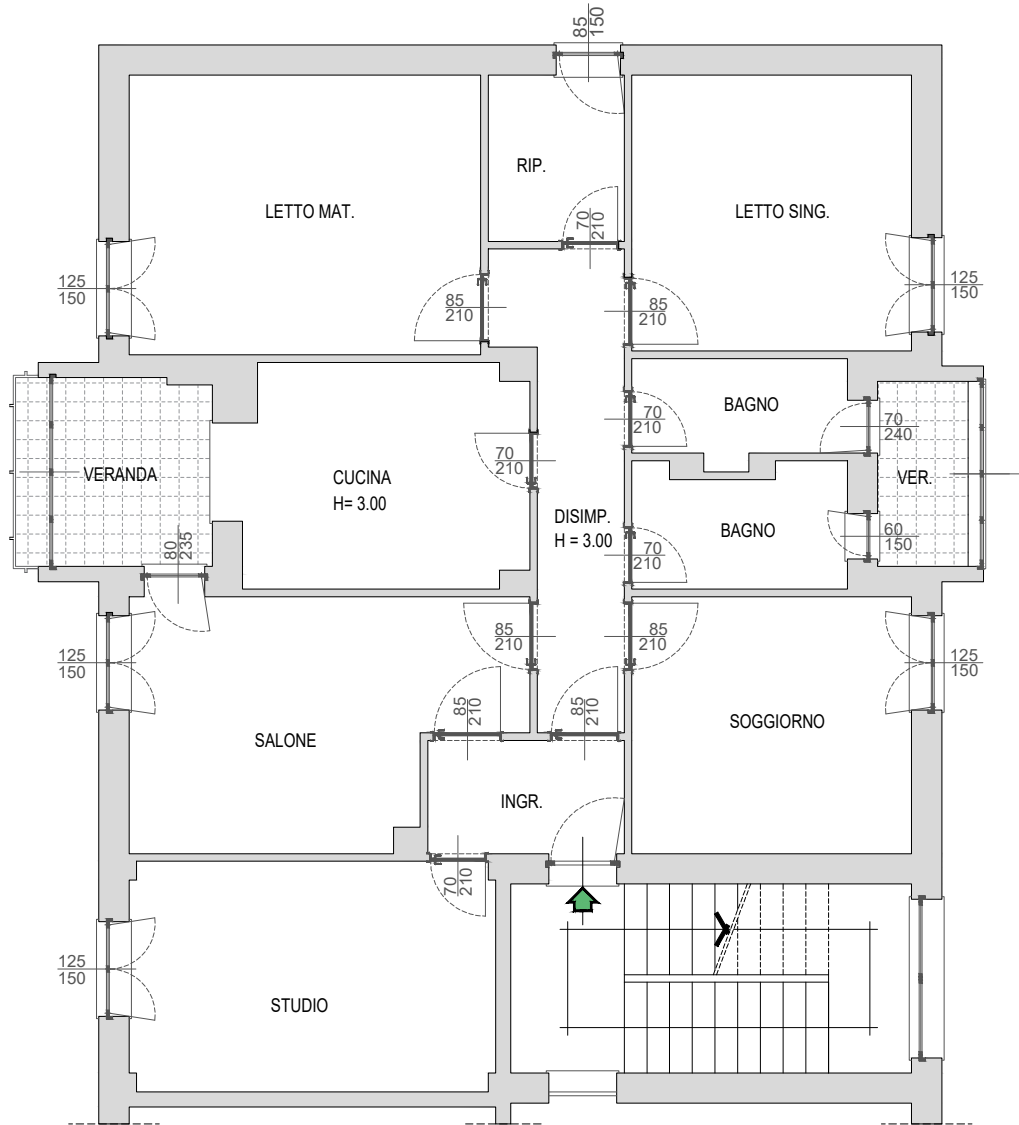 85
150
RIP.
LETTO MAT.
LETTO SING.
70
210
125
150
85
210
85
210
125
150
VERANDA
CUCINA
H= 3.00
70
210
70
210
BAGNO
70
240
VER.
DISIMP.
H = 3.00
BAGNO
70
210
60
150
80
235
125
150
85
210
85
210
125
150
SALONE
85
210
85
210
SOGGIORNO
INGR.
70
210
125
150
STUDIO